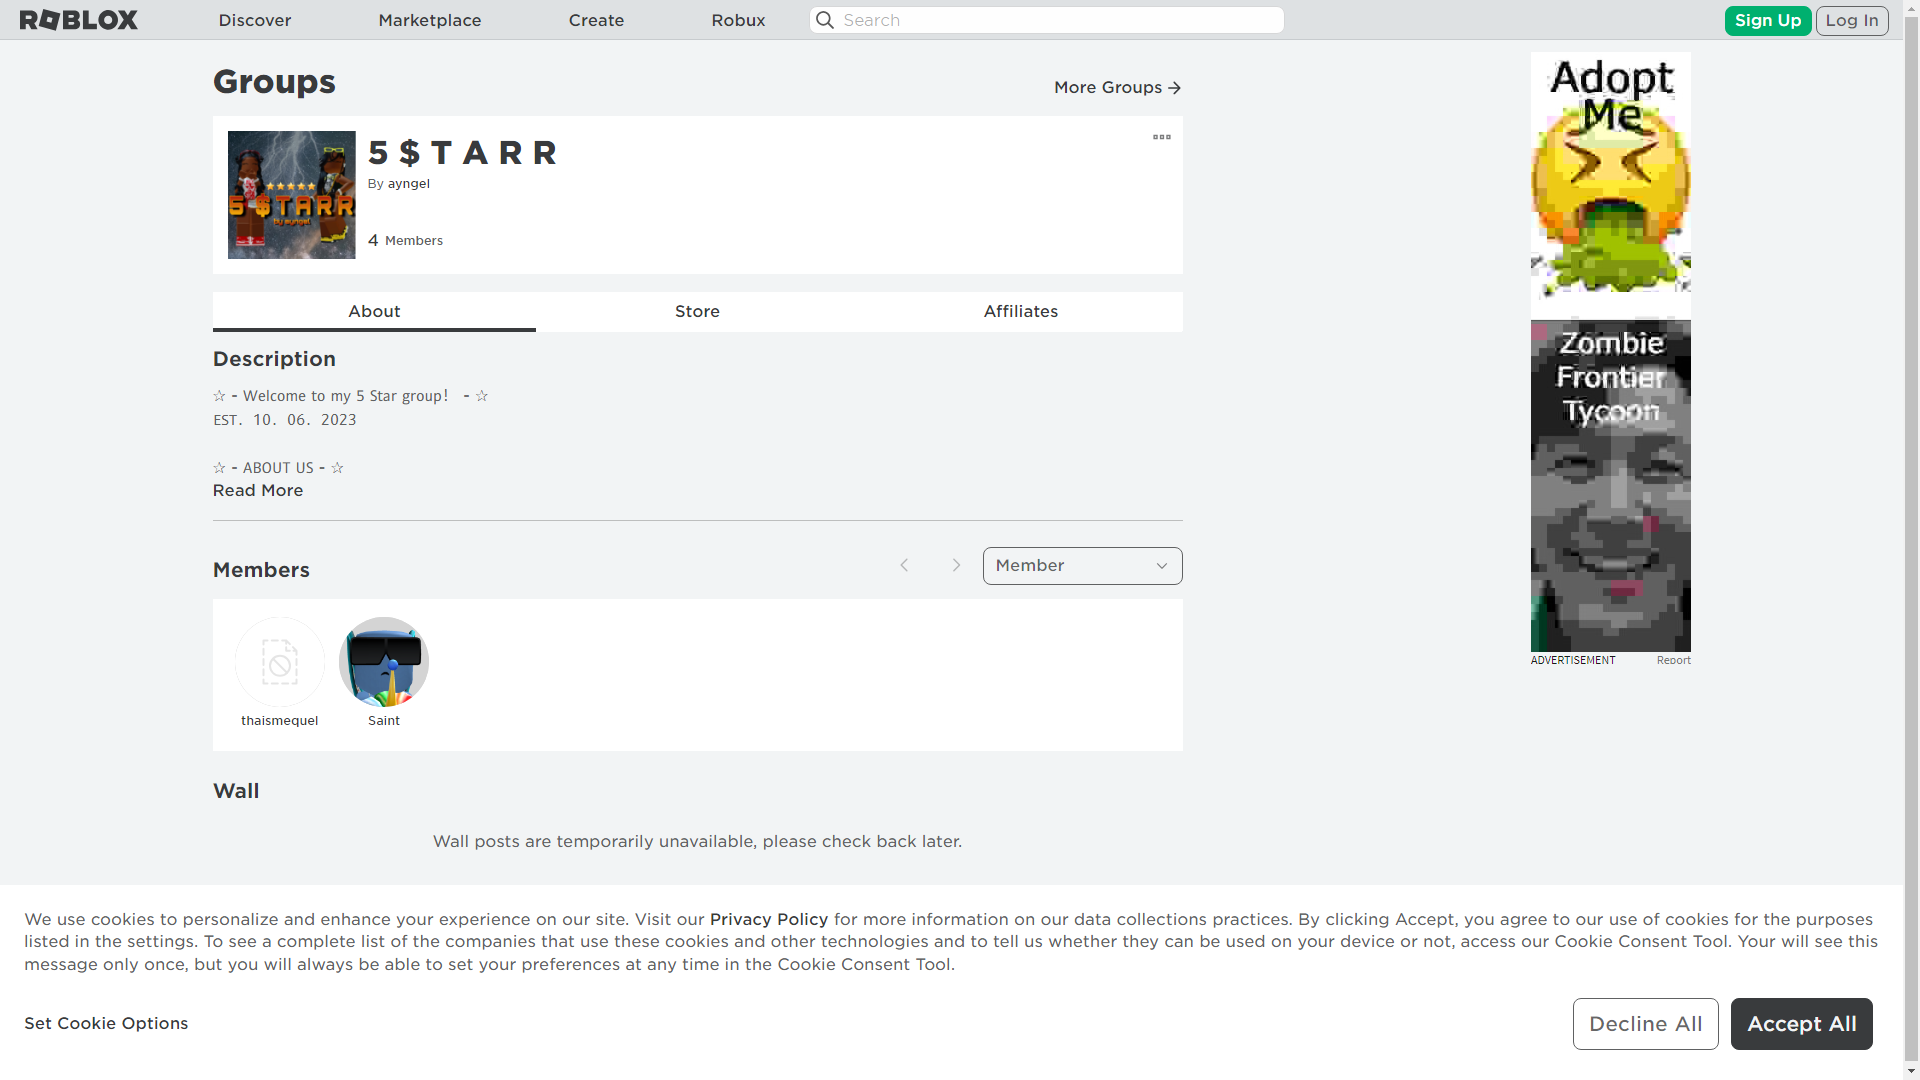 ROBLOX
Discover
Marketplace
Create
Robux
Search
Sign Up
Log In
Groups
More Groups
5 $TARR
By ayngel
5 $ T A R R
By ayngel
4 Members
About
Store
Affiliates
Description
☆ - Welcome to my 5 Star group! - ☆
EST. 10. 06. 2023
☆ - ABOUT US - ☆
Read More
Members
Member
thaismequel
Saint
Wall
Wall posts are temporarily unavailable, please check back later.
Adopt
Me
Zombie
Frontier
Tycoon
ADVERTISEMENT
Report
We use cookies to personalize and enhance your experience on our site. Visit our Privacy Policy for more information on our data collections practices. By clicking Accept, you agree to our use of cookies for the purposes
listed in the settings. To see a complete list of the companies that use these cookies and other technologies and to tell us whether they can be used on your device or not, access our Cookie Consent Tool. Your will see this
message only once, but you will always be able to set your preferences at any time in the Cookie Consent Tool.
Set Cookie Options
Decline All
Accept All